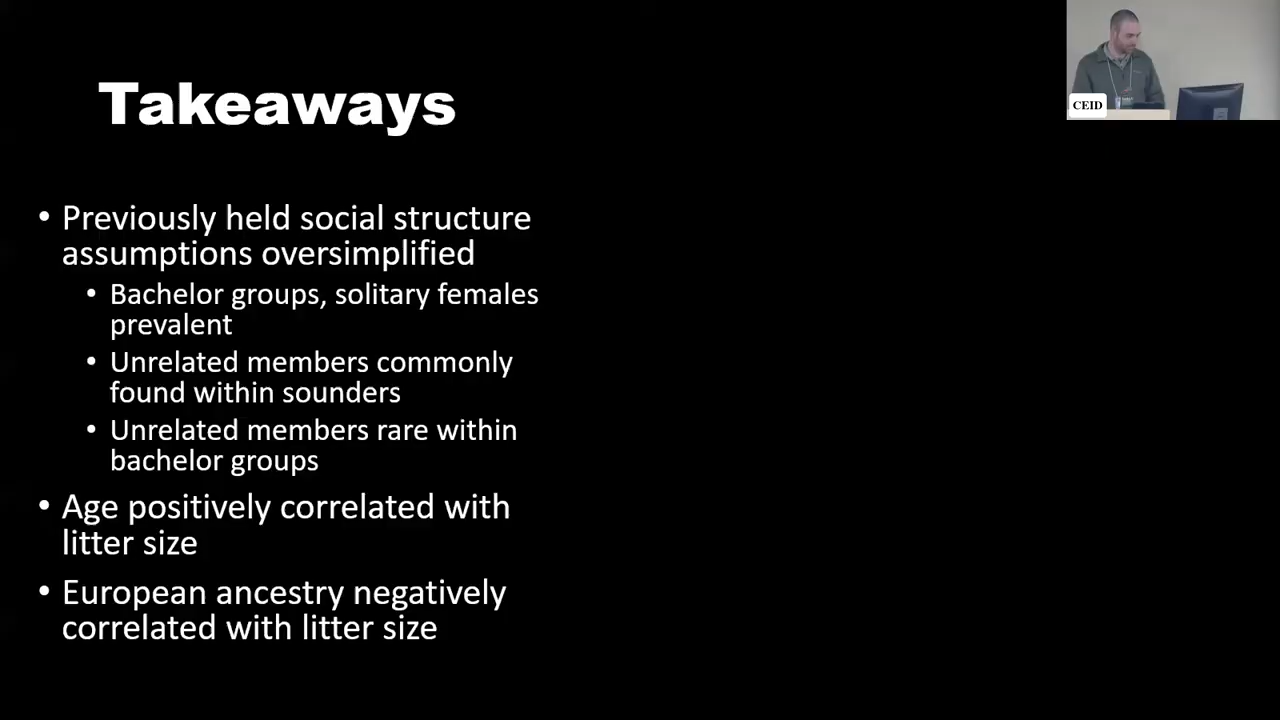 Takeaways
CEID
• Previously held social structure
assumptions oversimplified
• Bachelor groups, solitary females
prevalent
• Unrelated members commonly
found within sounders
• Unrelated members rare within
bachelor groups
• Age positively correlated with
litter size
• European ancestry negatively
correlated with litter size